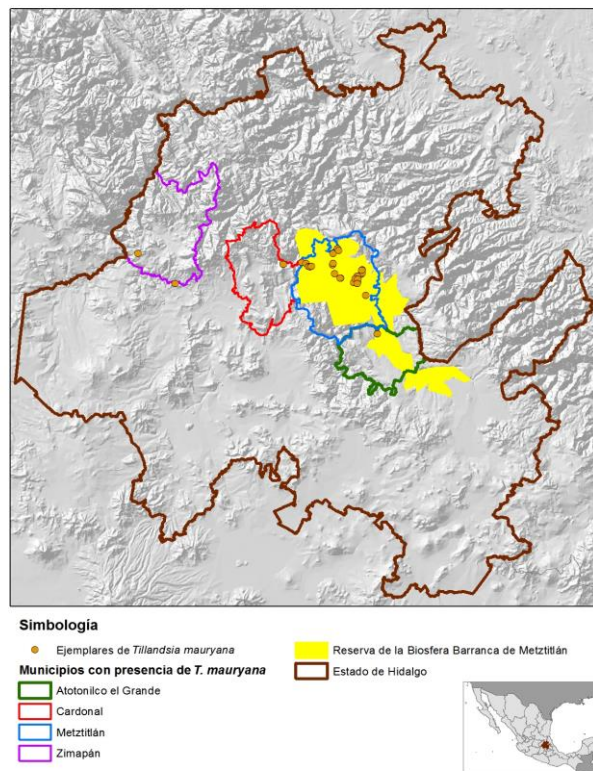 Simbología
Ejemplares de Tillandsia mauryana
Municipios con presencia de T. mauryana
Atotonilco el Grande
Cardonal
Metztitlán
Zimapán
Reserva de la Biosfera Barranca de Metztitlán
Estado de Hidalgo